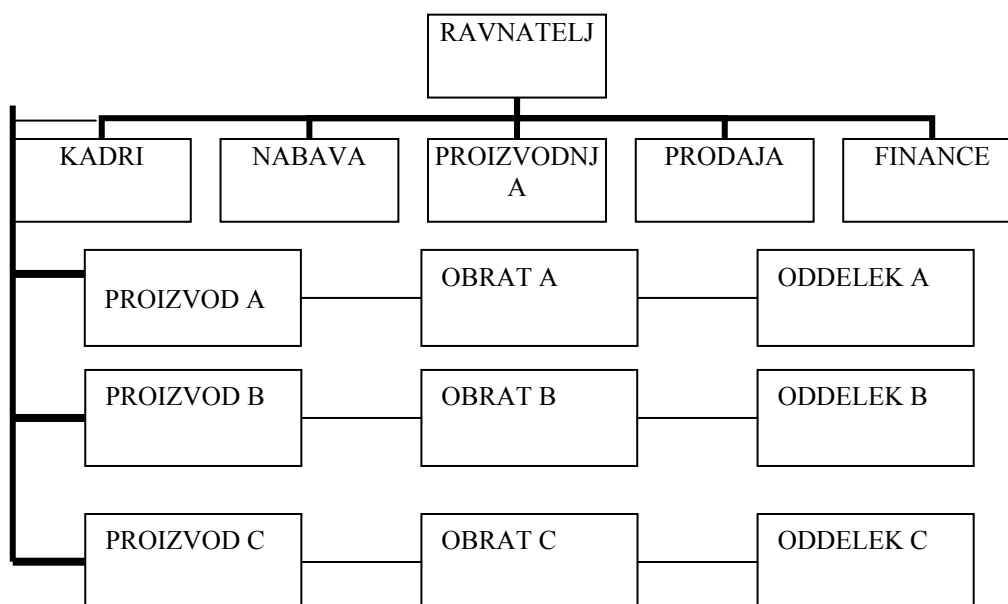 RAVNATELJ
KADRI
NABAVA
PROIZVODNJ
A
PRODAJA
FINANCE
PROIZVOD A
OBRAT A
ODDELEK A
PROIZVOD B
OBRAT B
ODDELEK B
PROIZVOD C
OBRAT C
ODDELEK C